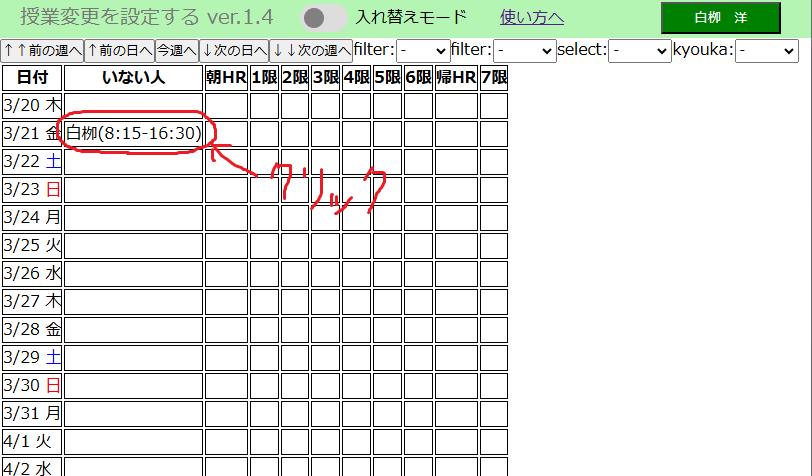 授業変更を設定する ver.1.4 入れ替えモード 使い方へ 白栁 洋
↑↑前の週へ ↑前の日へ 今週へ ↓次の日へ ↓↓次の週へ filter: - filter: - select: - kyouka: -
日付 いない人 朝HR 1限 2限 3限 4限 5限 6限 帰HR 7限
3/20 木
3/21 金 白栁(8:15-16:30)
3/22 土
クリック
3/23 日
3/24 月
3/25 火
3/26 水
3/27 木
3/28 金
3/29 土
3/30 日
3/31 月
4/1 火
4/2 水